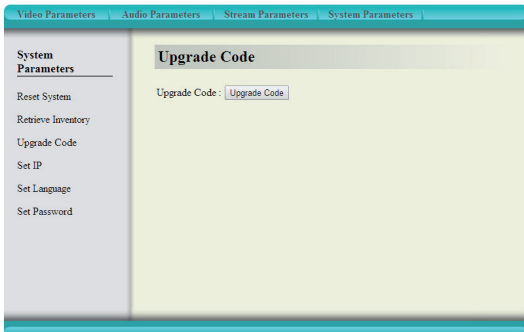 Video Parameters Audio Parameters Stream Parameters System Parameters
System
Parameters
Reset System
Retrieve Inventory
Upgrade Code
Set IP
Set Language
Set Password
Upgrade Code
Upgrade Code : Upgrade Code